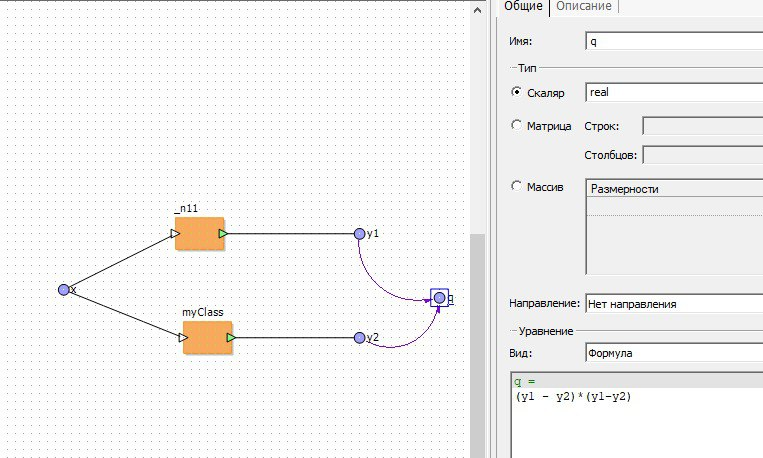 Общие Описание
Имя: q
Тип
Скаляр real
Матрица Строк:
Столбцов:
Массив Размерности
_n11
y1
x
q
myClass
y2
Направление: Нет направления
Уравнение
Вид: Формула
q =
(y1 - y2)*(y1-y2)